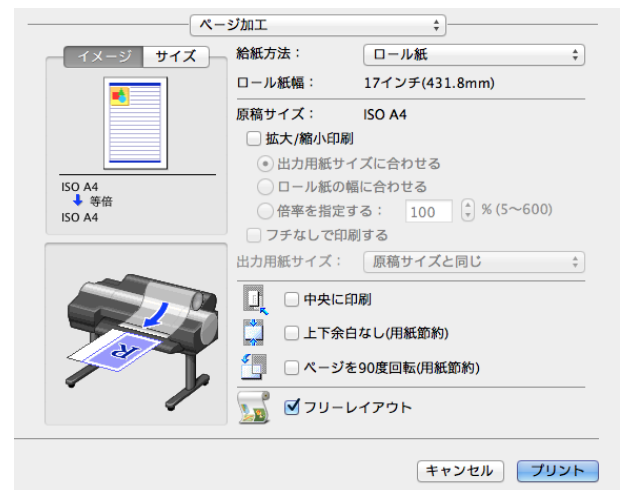 ページ加工
イメージ サイズ
給紙方法： ロール紙
ロール紙幅： 17インチ(431.8mm)
原稿サイズ： ISO A4
拡大/縮小印刷
出力用紙サイズに合わせる
ロール紙の幅に合わせる
倍率を指定する： 100 % (5～600)
フチなしで印刷する
出力用紙サイズ： 原稿サイズと同じ
ISO A4
等倍
ISO A4
中央に印刷
上下余白なし(用紙節約)
ページを90度回転(用紙節約)
フリーレイアウト
R
キャンセル プリント